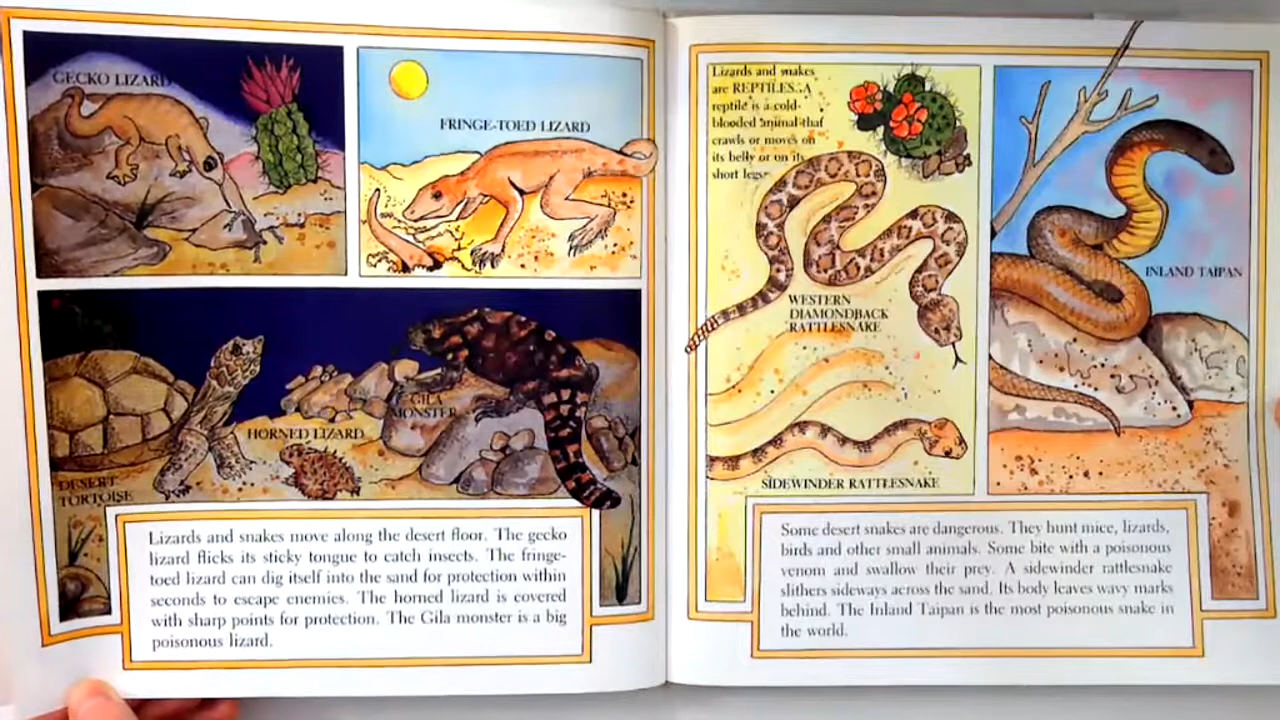 GECKO LIZARD
FRINGE-TOED LIZARD
GILA
MONSTER
HORNED LIZARD
DESERT
TORTOISE
Lizards and snakes move along the desert floor. The gecko
lizard flicks its sticky tongue to catch insects. The fringe-
toed lizard can dig itself into the sand for protection within
seconds to escape enemies. The horned lizard is covered
with sharp points for protection. The Gila monster is a big
poisonous lizard.
Lizards and snakes
are REPTILES. A
reptile is a cold-
blooded animal that
crawls or moves on
its belly or on its
short legs.
WESTERN
DIAMONDBACK
RATTLESNAKE
INLAND TAIPAN
SIDEWINDER RATTLESNAKE
Some desert snakes are dangerous. They hunt mice, lizards,
birds and other small animals. Some bite with a poisonous
venom and swallow their prey. A sidewinder rattlesnake
slithers sideways across the sand. Its body leaves wavy marks
behind. The Inland Taipan is the most poisonous snake in
the world.